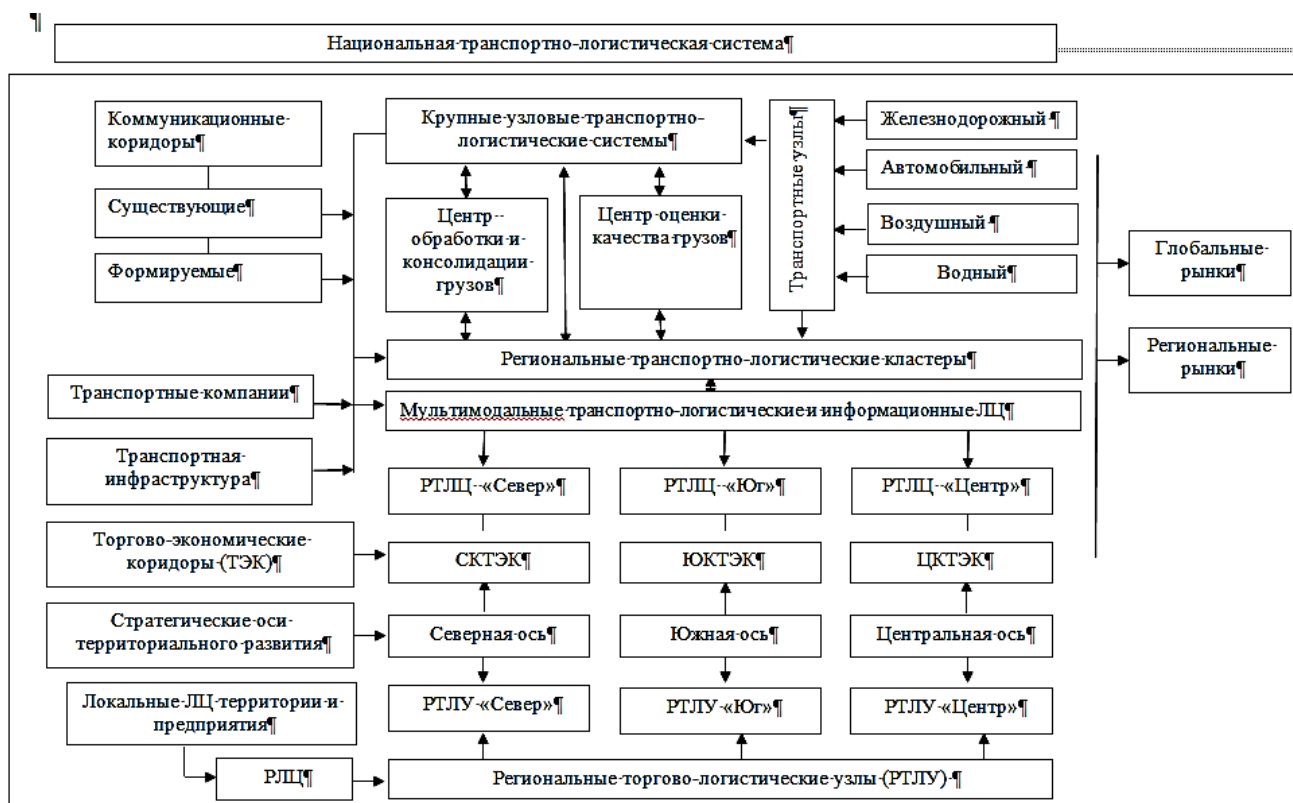 Национальная транспортно-логистическая система
Коммуникационные
коридоры
Существующие
Формируемые
Крупные узловые транспортно-
логистические системы
Центр
обработки и
консолидации
грузов
Центр оценки
качества грузов
Транспортные узлы
Железнодорожный
Автомобильный
Воздушный
Водный
Глобальные
рынки
Региональные
рынки
Региональные транспортно-логистические кластеры
Транспортные компании
Мультимодальные транспортно-логистические и информационные ЛЦ
Транспортная
инфраструктура
РТЛЦ -«Север»
РТЛЦ -«Юг»
РТЛЦ -«Центр»
Торгово-экономические
коридоры (ТЭК)
СКТЭК
ЮКТЭК
ЦКТЭК
Стратегические оси
территориального развития
Северная ось
Южная ось
Центральная ось
Локальные ЛЦ территории и
предприятия
РТЛУ «Север»
РТЛУ «Юг»
РТЛУ «Центр»
РЛЦ
Региональные торгово-логистические узлы (РТЛУ)